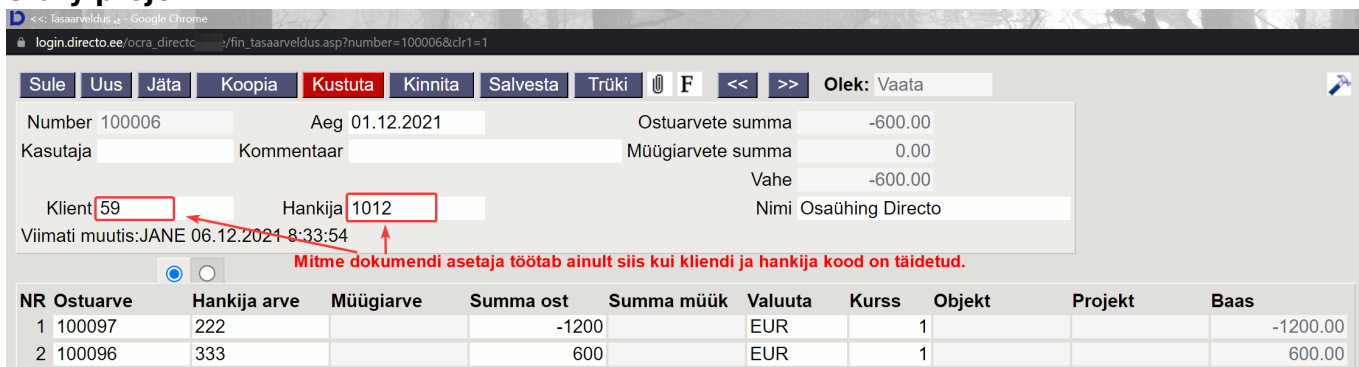 <<: Tasaarveldus .:. - Google Chrome
login.directo.ee/ocra_directo /fin_tasaarveldus.asp?number=100006&clr1=1
Sule Uus Jäta Koopia Kustuta Kinnita Salvesta Trüki F << >> Olek: Vaata
Number 100006 Aeg 01.12.2021 Ostuarvete summa -600.00
Kasutaja Kommentaar Müügiarvete summa 0.00
Vahe -600.00
Klient 59 Hankija 1012 Nimi Osaühing Directo
Viimati muutis:JANE 06.12.2021 8:33:54
Mitme dokumendi asetaja töötab ainult siis kui kliendi ja hankija kood on täidetud.
NR Ostuarve Hankija arve Müügiarve Summa ost Summa müük Valuuta Kurss Objekt Projekt Baas
1 100097 222 -1200 EUR 1 -1200.00
2 100096 333 600 EUR 1 600.00